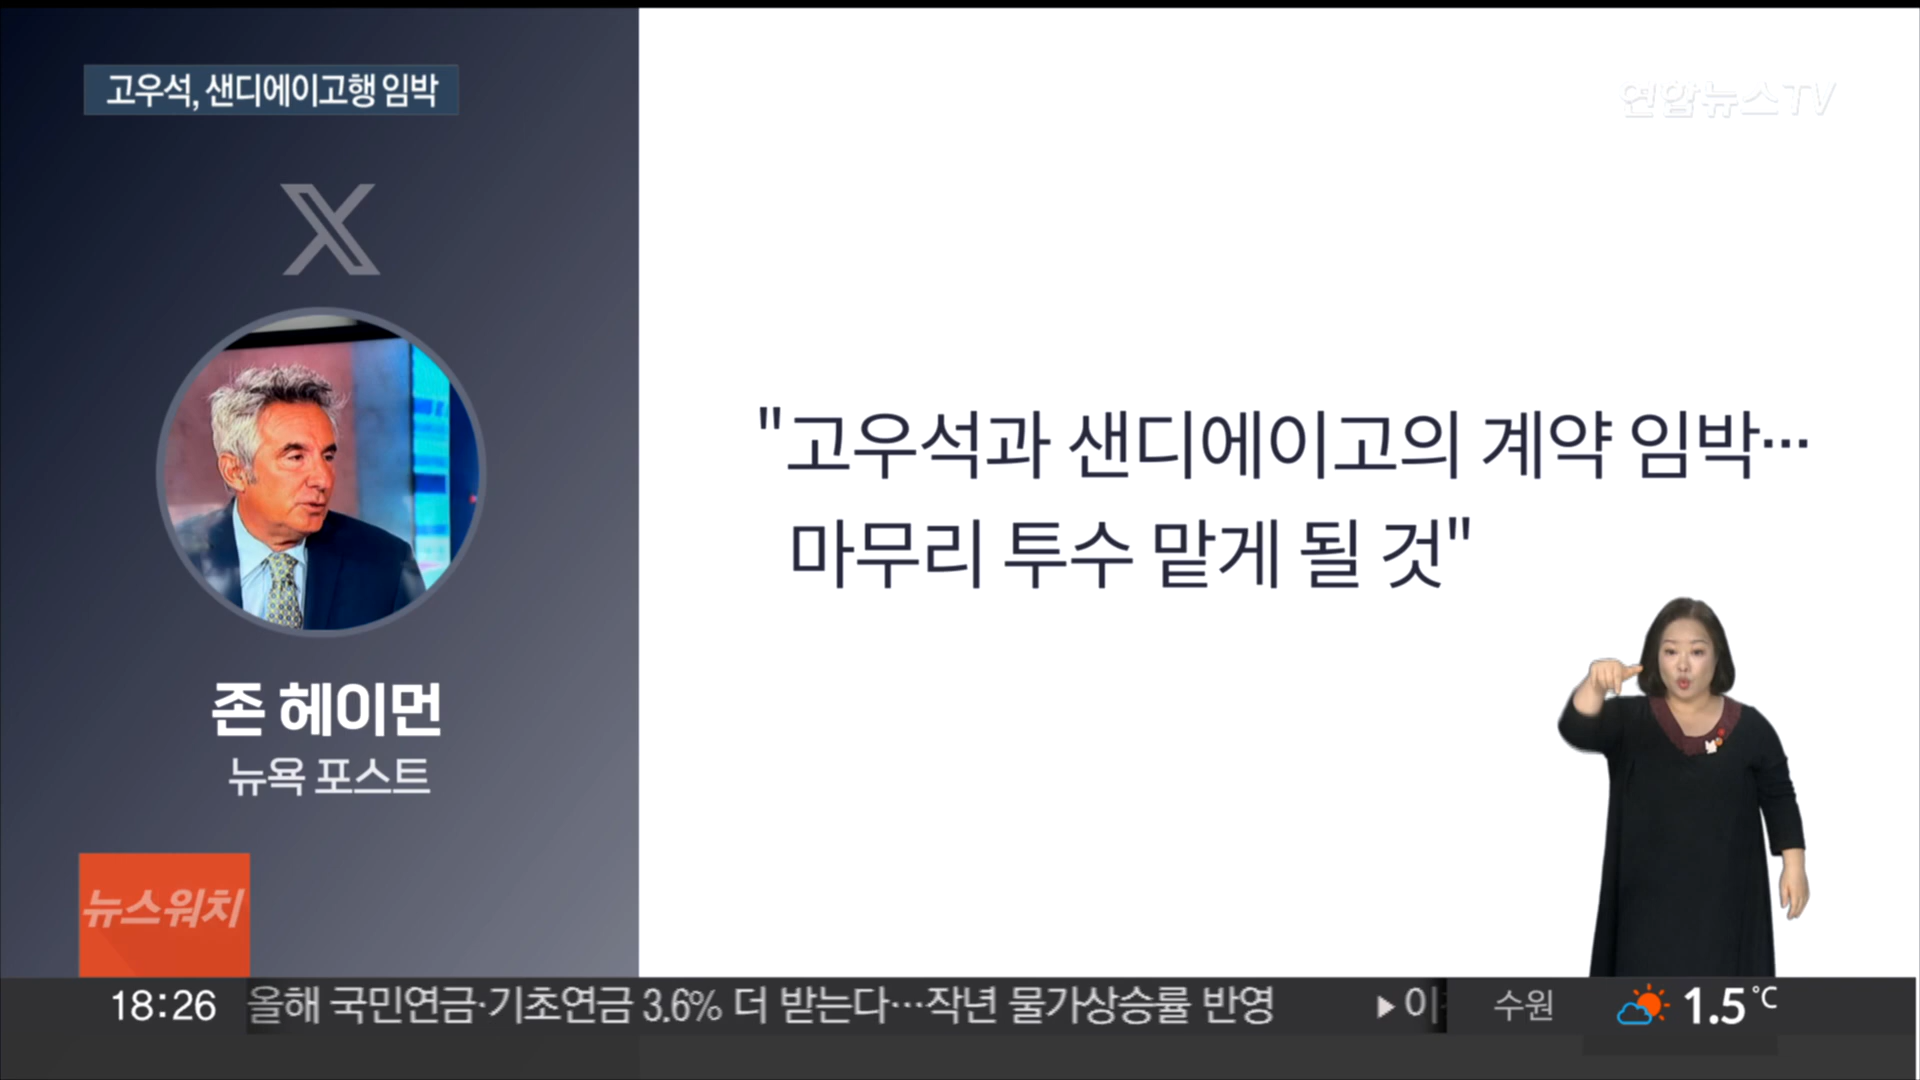 고우석, 샌디에이고행 임박
연합뉴스TV
X
"고우석과 샌디에이고의 계약 임박…
마무리 투수 맡게 될 것"
존 헤이먼
뉴욕 포스트
뉴스워치
18:26 올해 국민연금·기초연금 3.6% 더 받는다…작년 물가상승률 반영 ▶이 수원 1.5℃